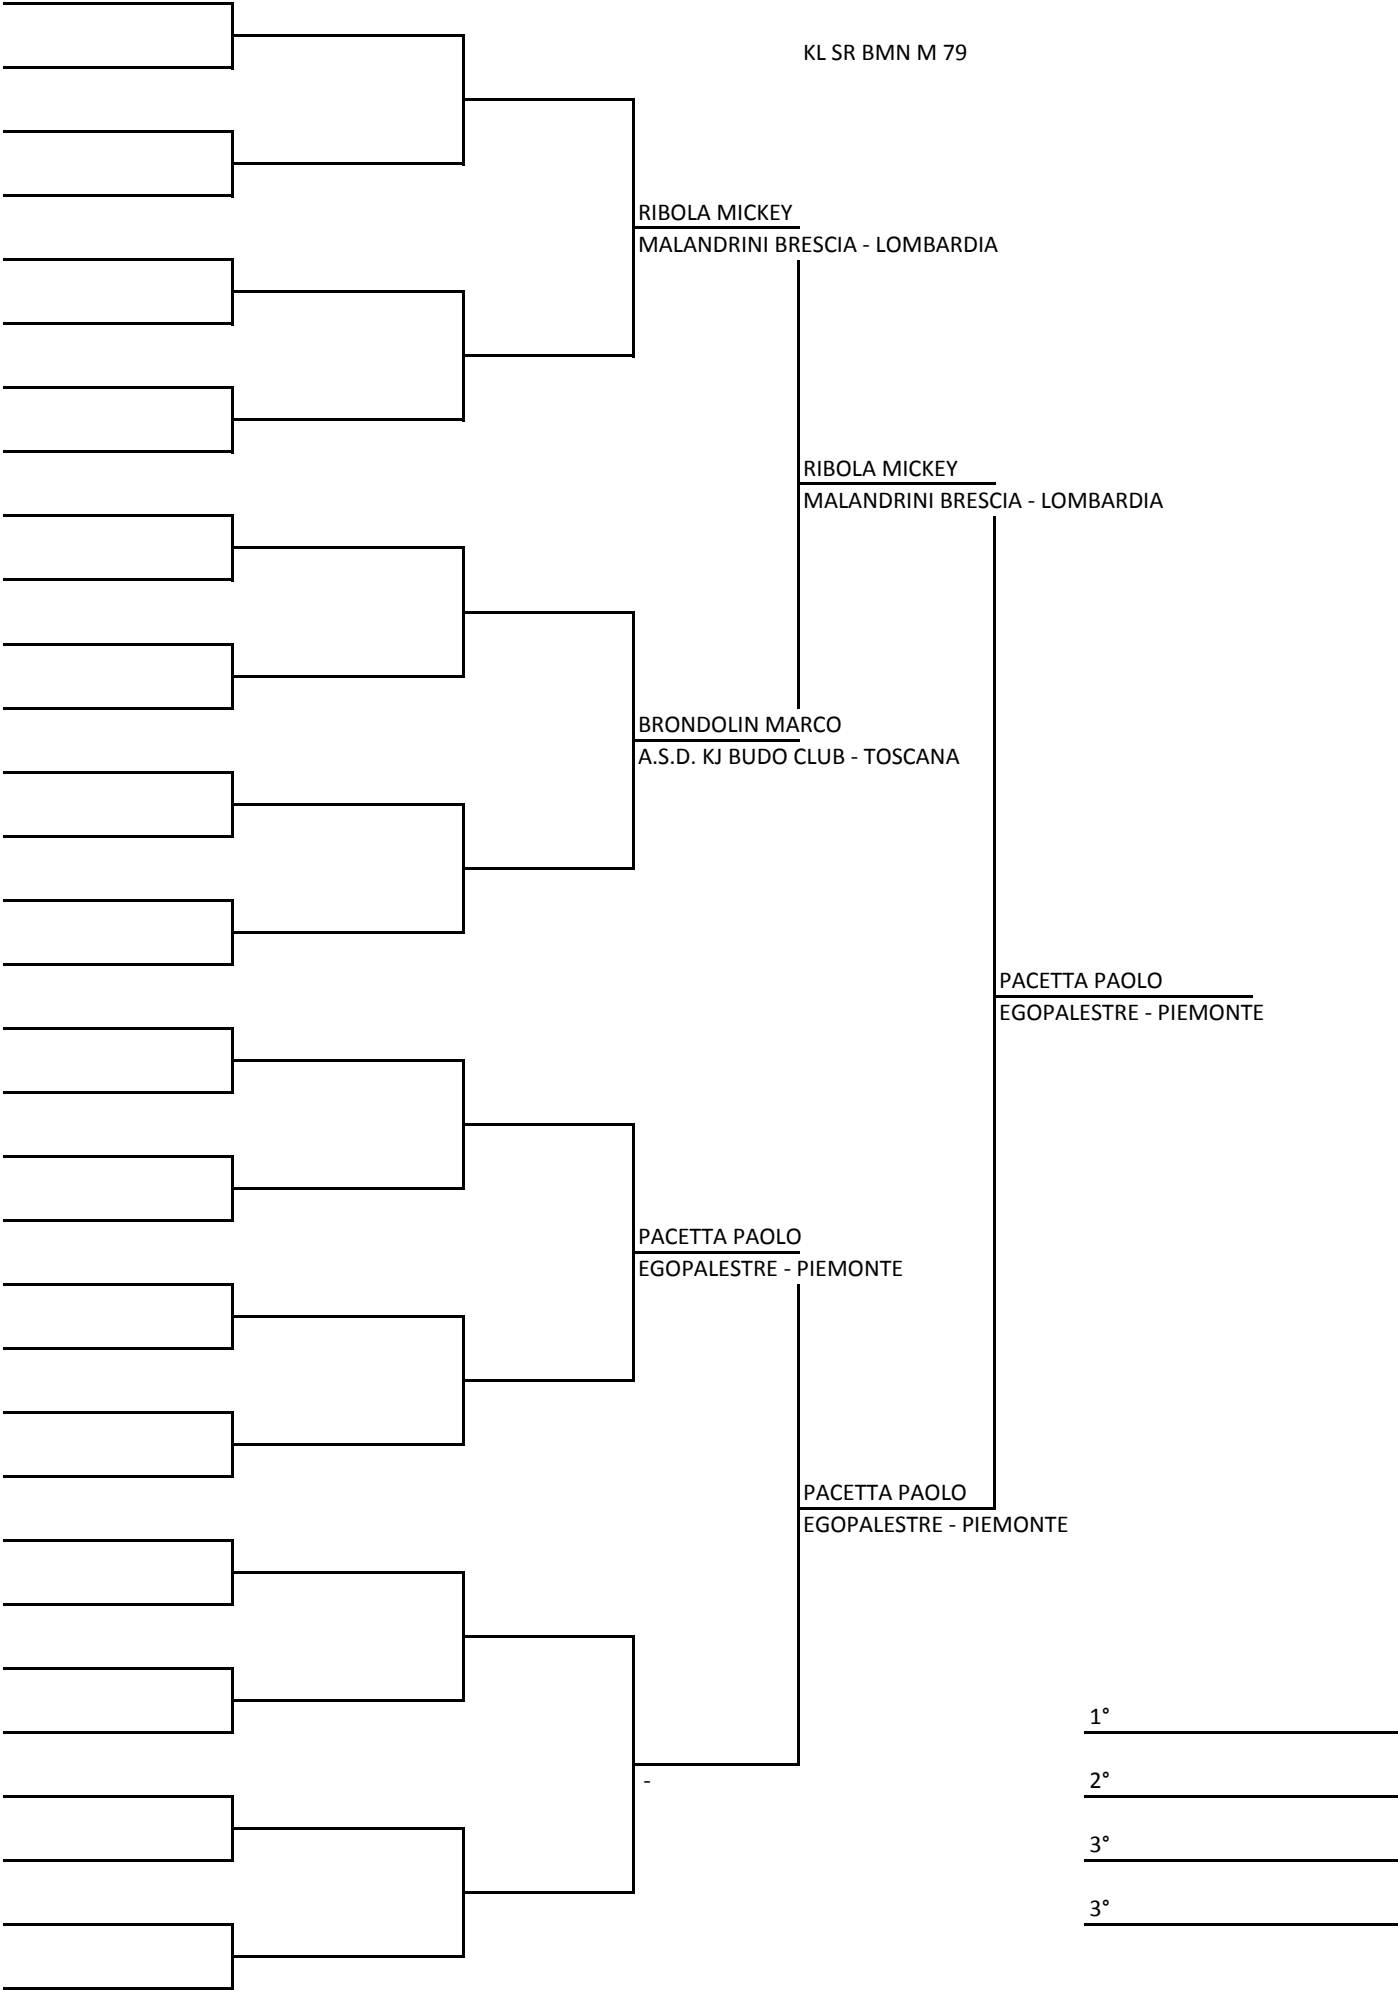 KL SR BMN M 79
RIBOLA MICKEY
MALANDRINI BRESCIA - LOMBARDIA
RIBOLA MICKEY
MALANDRINI BRESCIA - LOMBARDIA
BRONDOLIN MARCO
A.S.D. KJ BUDO CLUB - TOSCANA
PACETTA PAOLO
EGOPALESTRE - PIEMONTE
PACETTA PAOLO
EGOPALESTRE - PIEMONTE
PACETTA PAOLO
EGOPALESTRE - PIEMONTE
1°
-
2°
3°
3°